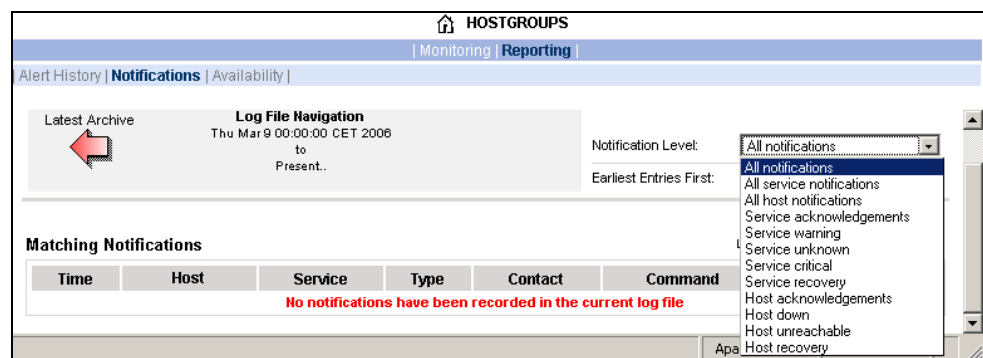 HOSTGROUPS
| Monitoring | Reporting |
| Alert History | Notifications | Availability |
Latest Archive
Log File Navigation
Thu Mar 9 00:00:00 CET 2006
to
Present..
Notification Level:
All notifications
Earliest Entries First:
All notifications
All service notifications
All host notifications
Service acknowledgements
Service warning
Service unknown
Service critical
Service recovery
Host acknowledgements
Host down
Host unreachable
Host recovery
Matching Notifications
Time Host Service Type Contact Command
No notifications have been recorded in the current log file
Apa